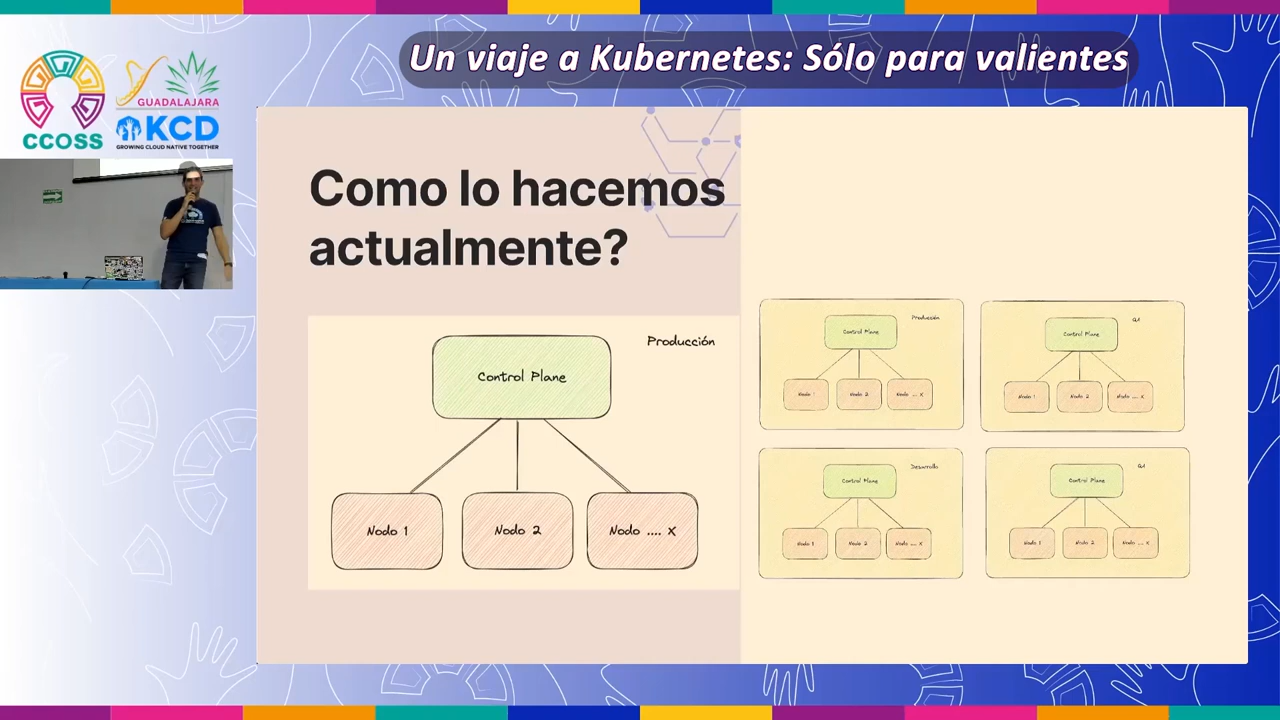 Un viaje a Kubernetes: Sólo para valientes
CCOSS
GUADALAJARA
KCD
GROWING CLOUD NATIVE TOGETHER
Como lo hacemos
actualmente?
Producción
Control Plane
Nodo 1
Nodo 2
Nodo .... X
Producción
Control Plane
Nodo 1
Nodo 2
Nodo ... X
QA
Control Plane
Nodo 1
Nodo 2
Nodo .... X
Desarrollo
Control Plane
Nodo 1
Nodo 2
Nodo ... X
QA
Control Plane
Nodo 1
Nodo 2
Nodo ... X